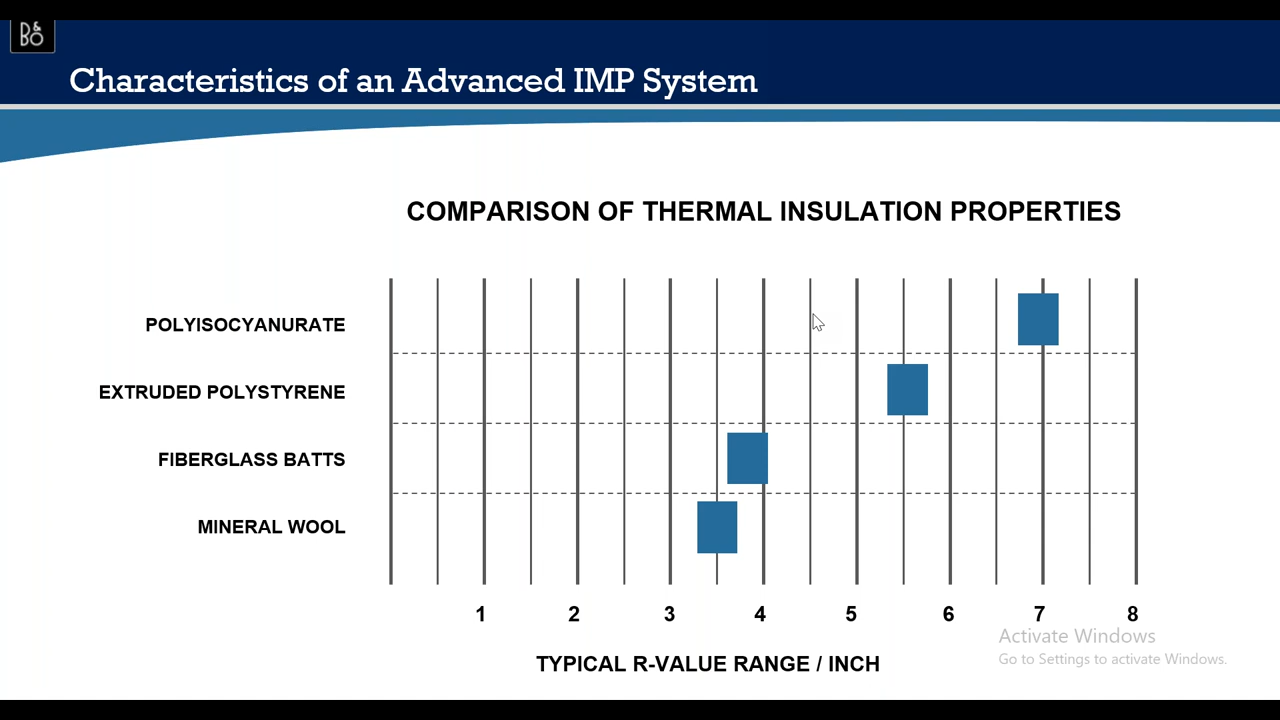 B&
BO
Characteristics of an Advanced IMP System
COMPARISON OF THERMAL INSULATION PROPERTIES
POLYISOCYANURATE
EXTRUDED POLYSTYRENE
FIBERGLASS BATTS
MINERAL WOOL
1 2 3 4 5 6 7 8
TYPICAL R-VALUE RANGE / INCH
Activate Windows
Go to Settings to activate Windows.